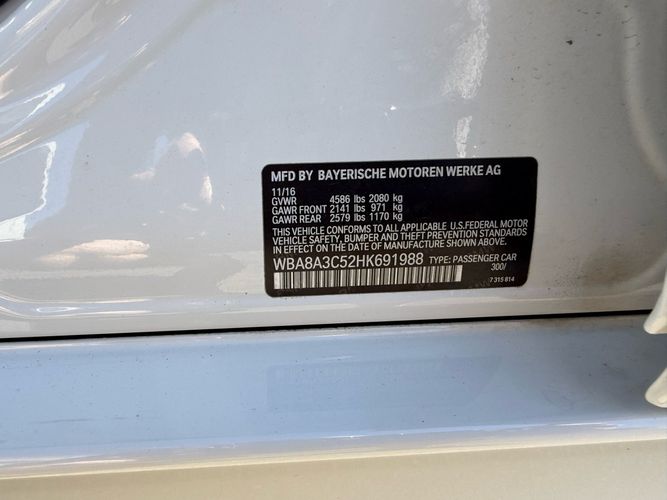 MFD BY BAYERISCHE MOTOREN WERKE AG
11/16
GVWR 4586 lbs 2080 kg
GAWR FRONT 2141 lbs 971 kg
GAWR REAR 2579 lbs 1170 kg
THIS VEHICLE CONFORMS TO ALL APPLICABLE U.S.FEDERAL MOTOR
VEHICLE SAFETY, BUMPER AND THEFT PREVENTION STANDARDS
IN EFFECT ON THE DATE OF MANUFACTURE SHOWN ABOVE.
WBA8A3C52HK691988 TYPE: PASSENGER CAR
300/
7 315 814